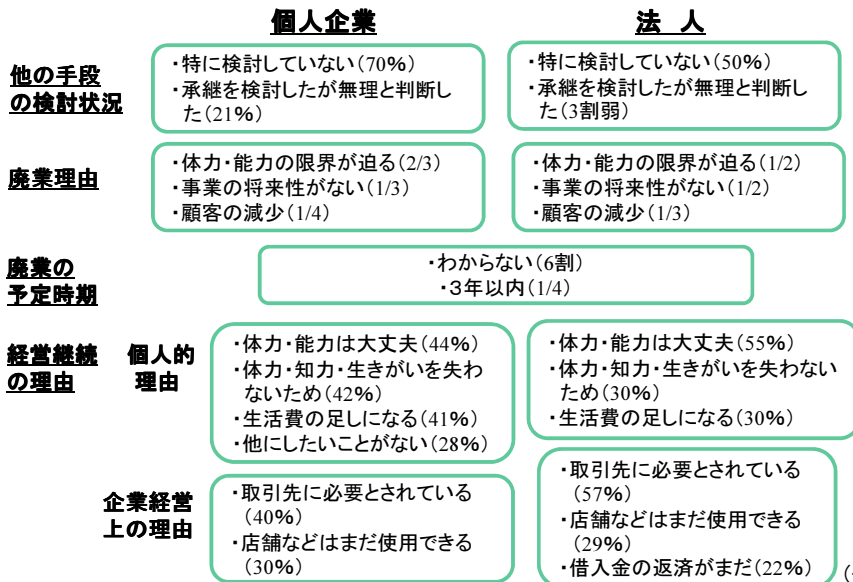 個人企業
法　人
他の手段
の検討状況
・特に検討していない(70%)
・承継を検討したが無理と判断し
た(21%)
・特に検討していない(50%)
・承継を検討したが無理と判断し
た(3割弱)
廃業理由
・体力・能力の限界が迫る(2/3)
・事業の将来性がない(1/3)
・顧客の減少(1/4)
・体力・能力の限界が迫る(1/2)
・事業の将来性がない(1/2)
・顧客の減少(1/3)
廃業の
予定時期
・わからない(6割)
・３年以内(1/4)
経営継続
の理由
個人的
理由
・体力・能力は大丈夫(44%)
・体力・知力・生きがいを失わ
ないため(42%)
・生活費の足しになる(41%)
・他にしたいことがない(28%)
・体力・能力は大丈夫(55%)
・体力・知力・生きがいを失わない
ため(30%)
・生活費の足しになる(30%)
企業経営
上の理由
・取引先に必要とされている
(40%)
・店舗などはまだ使用できる
(30%)
・取引先に必要とされている
(57%)
・店舗などはまだ使用できる
(29%)
・借入金の返済がまだ(22%)